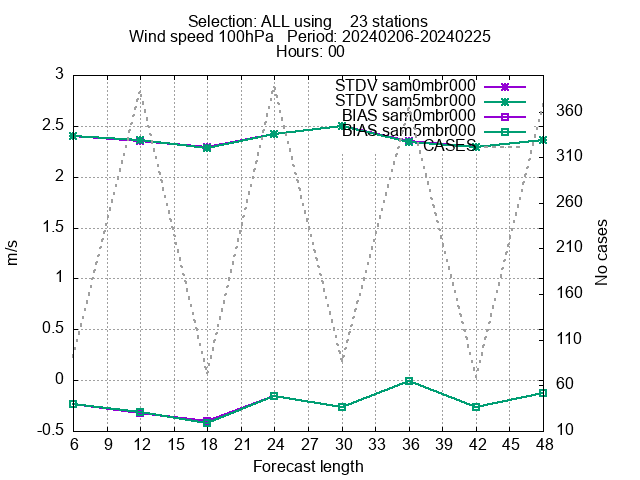 Selection: ALL using 23 stations
Wind speed 100hPa Period: 20240206-20240225
Hours: 00
STDV sam0mbr000
STDV sam5mbr000
BIAS sam0mbr000
BIAS sam5mbr000
CASES
3
2.5
2
1.5
1
0.5
0
-0.5
m/s
360
310
260
210
160
110
60
10
No cases
6 9 12 15 18 21 24 27 30 33 36 39 42 45 48
Forecast length